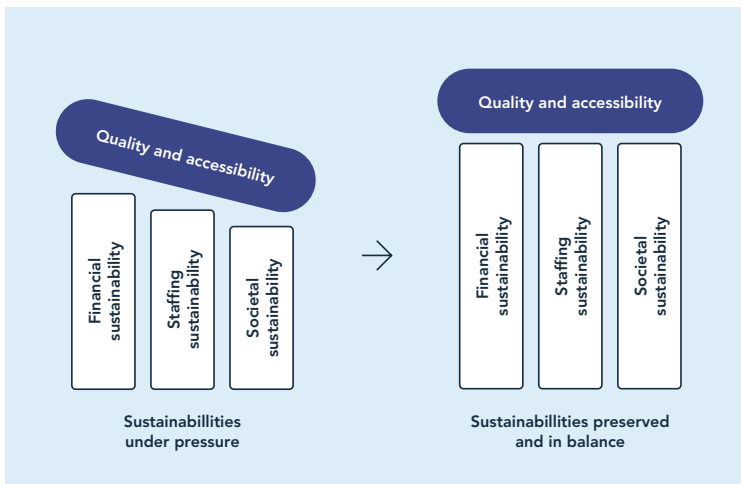 Quality and accessibility
Financial
sustainability
Staffing
sustainability
Societal
sustainability
Sustainabillities
under pressure
Quality and accessibility
Financial
sustainability
Staffing
sustainability
Societal
sustainability
Sustainabillities preserved
and in balance